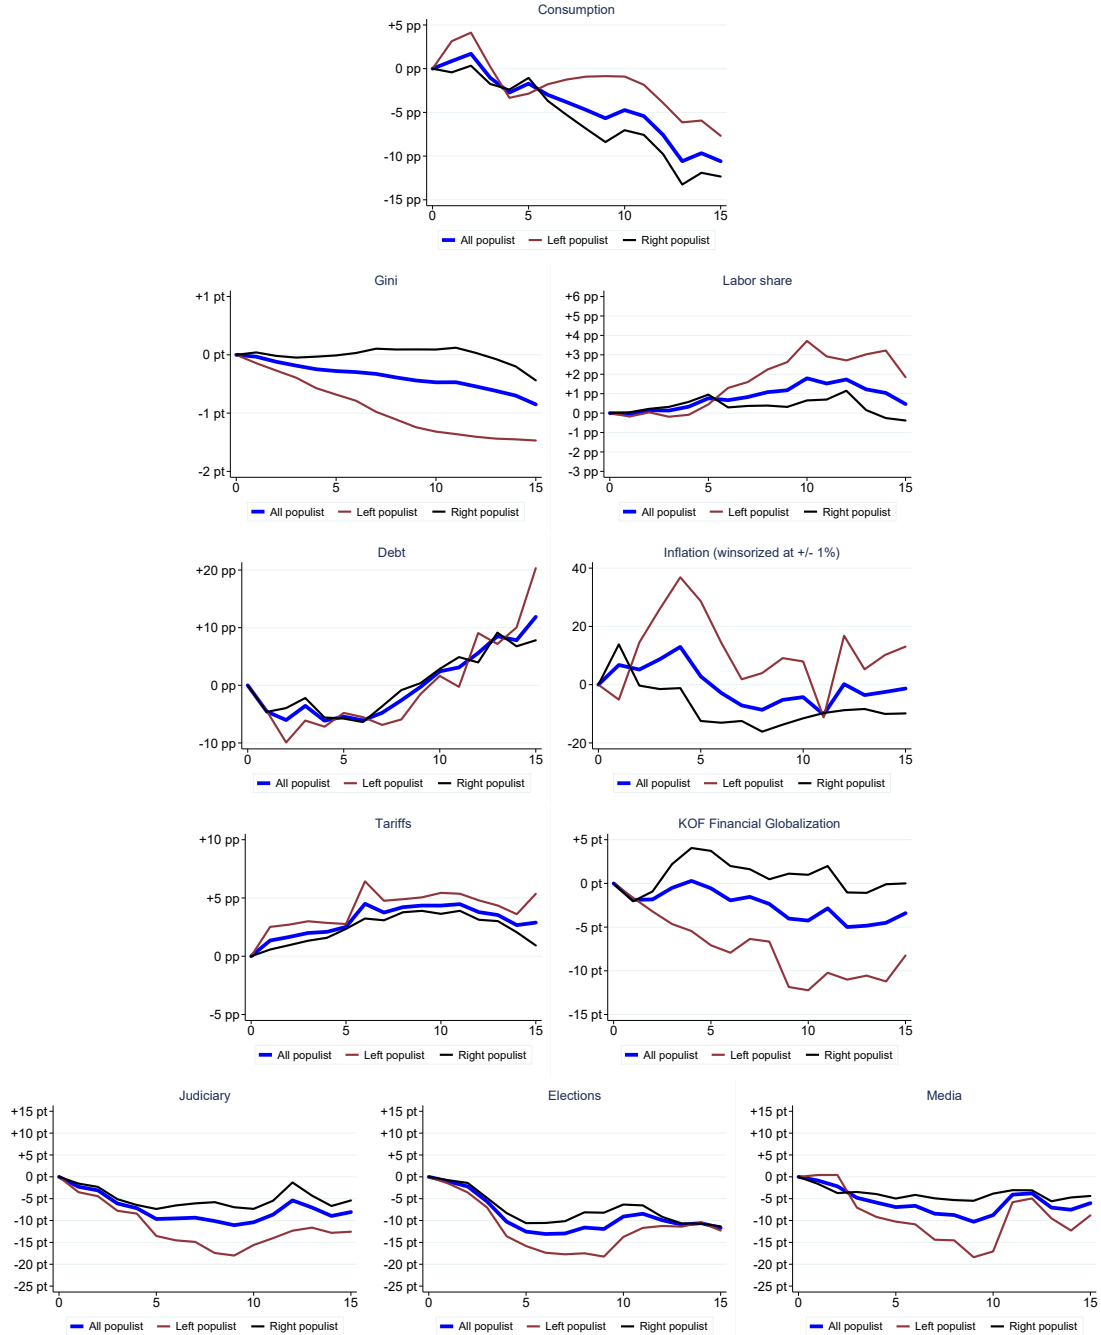 Consumption
+5 pp
0 pp
-5 pp
-10 pp
-15 pp
0 5 10 15
All populist Left populist Right populist
Gini
+1 pt
0 pt
-1 pt
-2 pt
0 5 10 15
All populist Left populist Right populist
Labor share
+6 pp
+5 pp
+4 pp
+3 pp
+2 pp
+1 pp
0 pp
-1 pp
-2 pp
-3 pp
0 5 10 15
All populist Left populist Right populist
Debt
+20 pp
+10 pp
0 pp
-10 pp
0 5 10 15
All populist Left populist Right populist
Inflation (winsorized at +/- 1%)
40
20
0
-20
0 5 10 15
All populist Left populist Right populist
Tariffs
+10 pp
+5 pp
0 pp
-5 pp
0 5 10 15
All populist Left populist Right populist
KOF Financial Globalization
+5 pt
0 pt
-5 pt
-10 pt
-15 pt
0 5 10 15
All populist Left populist Right populist
Judiciary
+15 pt
+10 pt
+5 pt
0 pt
-5 pt
-10 pt
-15 pt
-20 pt
-25 pt
0 5 10 15
All populist Left populist Right populist
Elections
+15 pt
+10 pt
+5 pt
0 pt
-5 pt
-10 pt
-15 pt
-20 pt
-25 pt
0 5 10 15
All populist Left populist Right populist
Media
+15 pt
+10 pt
+5 pt
0 pt
-5 pt
-10 pt
-15 pt
-20 pt
-25 pt
0 5 10 15
All populist Left populist Right populist